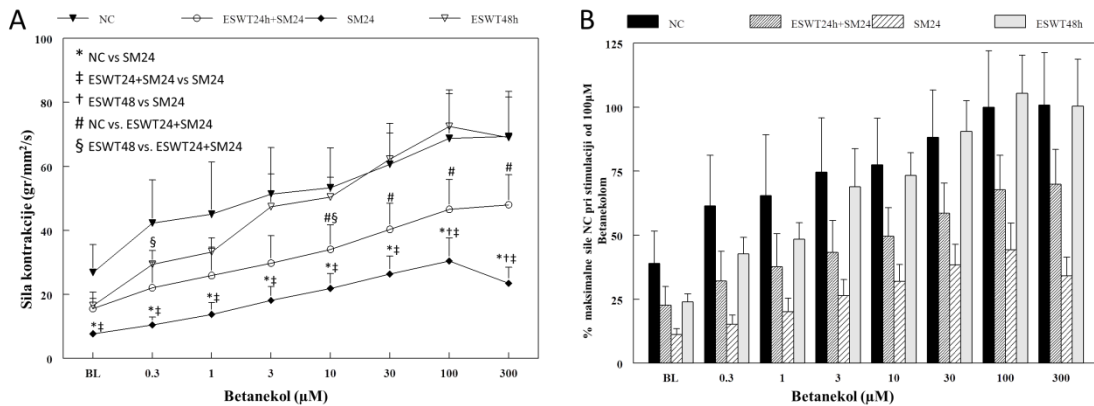 A
NC ESWT24h+SM24 SM24 ESWT48h
100
80
60
40
20
0
Sila kontrakcije (gr/mm²/s)
* NC vs SM24
‡ ESWT24+SM24 vs SM24
† ESWT48 vs SM24
# NC vs. ESWT24+SM24
§ ESWT48 vs. ESWT24+SM24
§ #§ # # #
*‡ *‡ *‡ *‡ *‡ *‡ *†‡ *†‡
BL 0.3 1 3 10 30 100 300
Betanekol (µM)
B
NC ESWT24h+SM24 SM24 ESWT48h
125
100
75
50
25
0
% maksimalne sile NC pri stimulaciji od 100µM
Betanekolom
BL 0.3 1 3 10 30 100 300
Betanekol (µM)